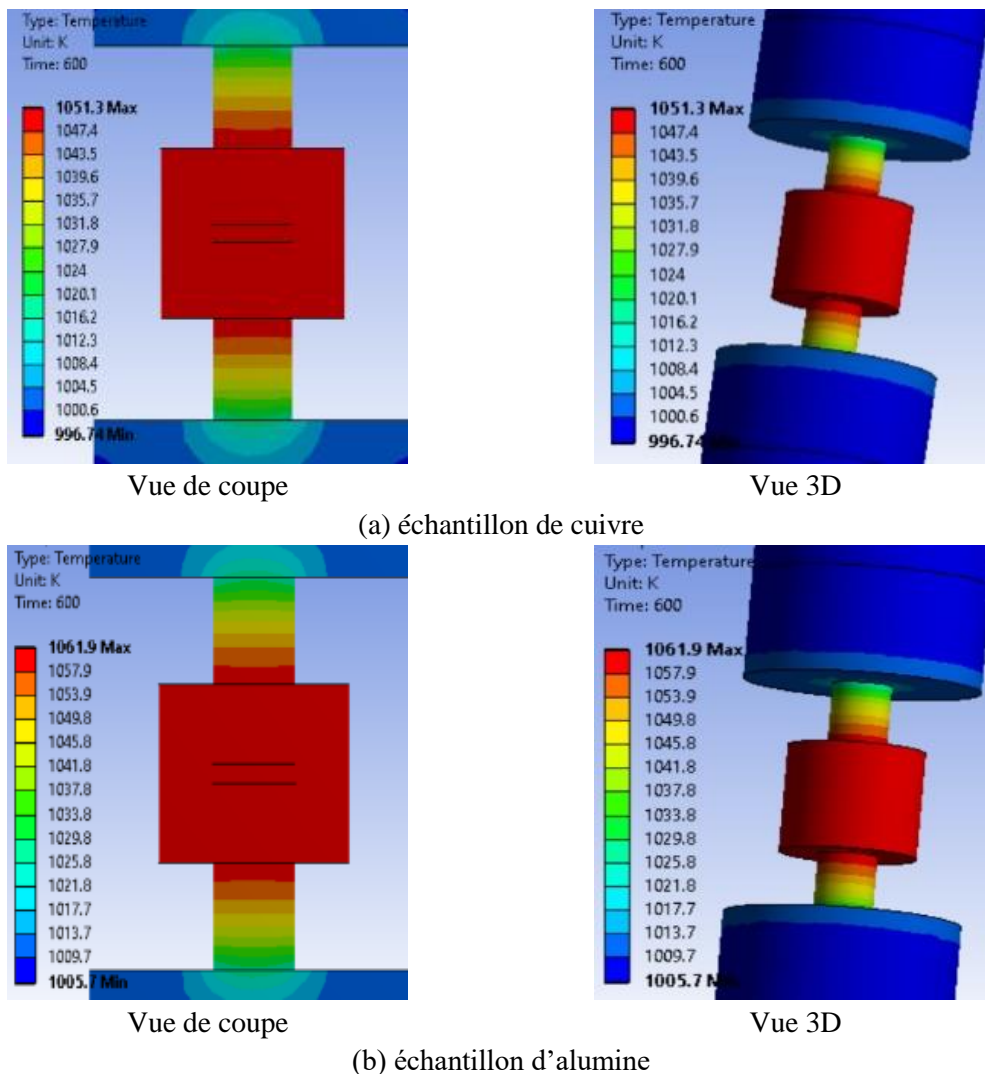 Type: Temperature
Unit: K
Time: 600
1051.3 Max
1047.4
1043.5
1039.6
1035.7
1031.8
1027.9
1024
1020.1
1016.2
1012.3
1008.4
1004.5
1000.6
996.74 Min
Vue de coupe
Type: Temperature
Unit: K
Time: 600
1051.3 Max
1047.4
1043.5
1039.6
1035.7
1031.8
1027.9
1024
1020.1
1016.2
1012.3
1008.4
1004.5
1000.6
996.74
Vue 3D
(a) échantillon de cuivre
Type: Temperature
Unit: K
Time: 600
1061.9 Max
1057.9
1053.9
1049.8
1045.8
1041.8
1037.8
1033.8
1029.8
1025.8
1021.8
1017.7
1013.7
1009.7
1005.7 Min
Vue de coupe
Type: Temperature
Unit: K
Time: 600
1061.9 Max
1057.9
1053.9
1049.8
1045.8
1041.8
1037.8
1033.8
1029.8
1025.8
1021.8
1017.7
1013.7
1009.7
1005.7
Vue 3D
(b) échantillon d’alumine